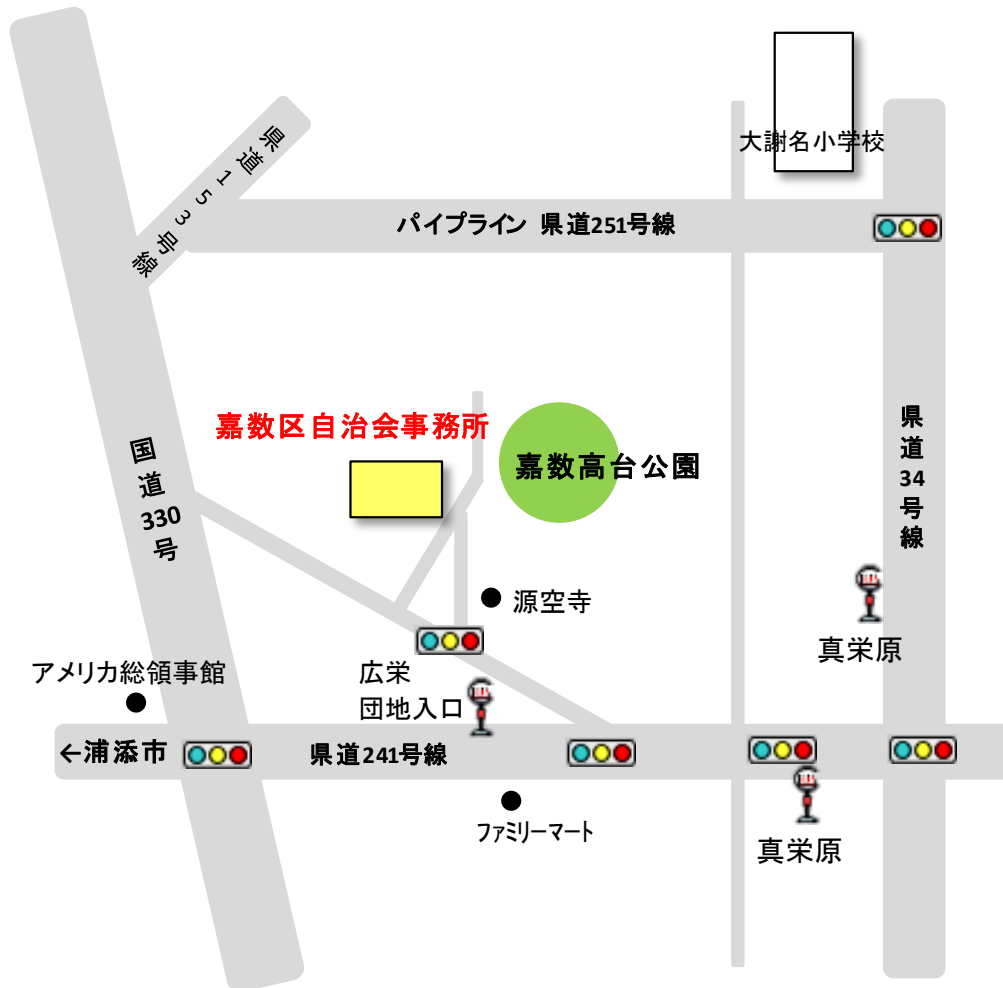 大謝名小学校
県道153号線
パイプライン 県道251号線
嘉数区自治会事務所
嘉数高台公園
国道330号
県道34号線
源空寺
真栄原
アメリカ総領事館
広栄
団地入口
←浦添市
県道241号線
ファミリーマート
真栄原